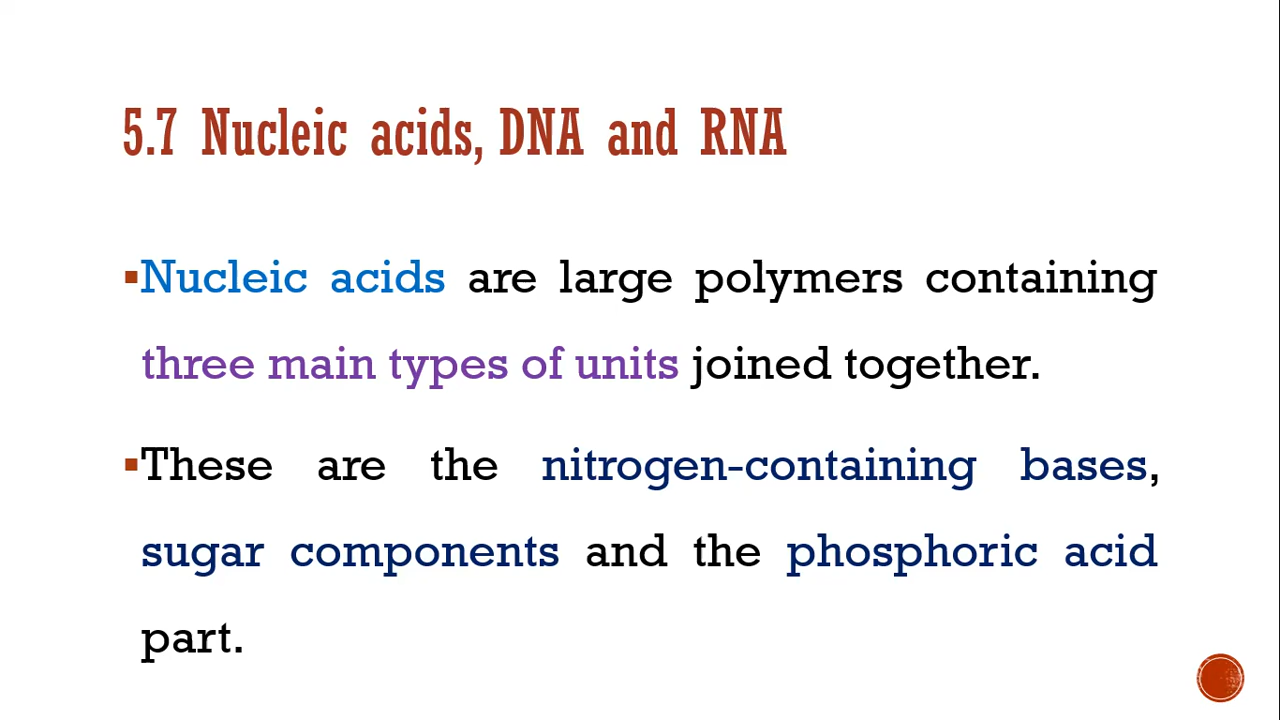 5.7 Nucleic acids, DNA and RNA
▪Nucleic acids are large polymers containing
three main types of units joined together.
▪These are the nitrogen-containing bases,
sugar components and the phosphoric acid
part.